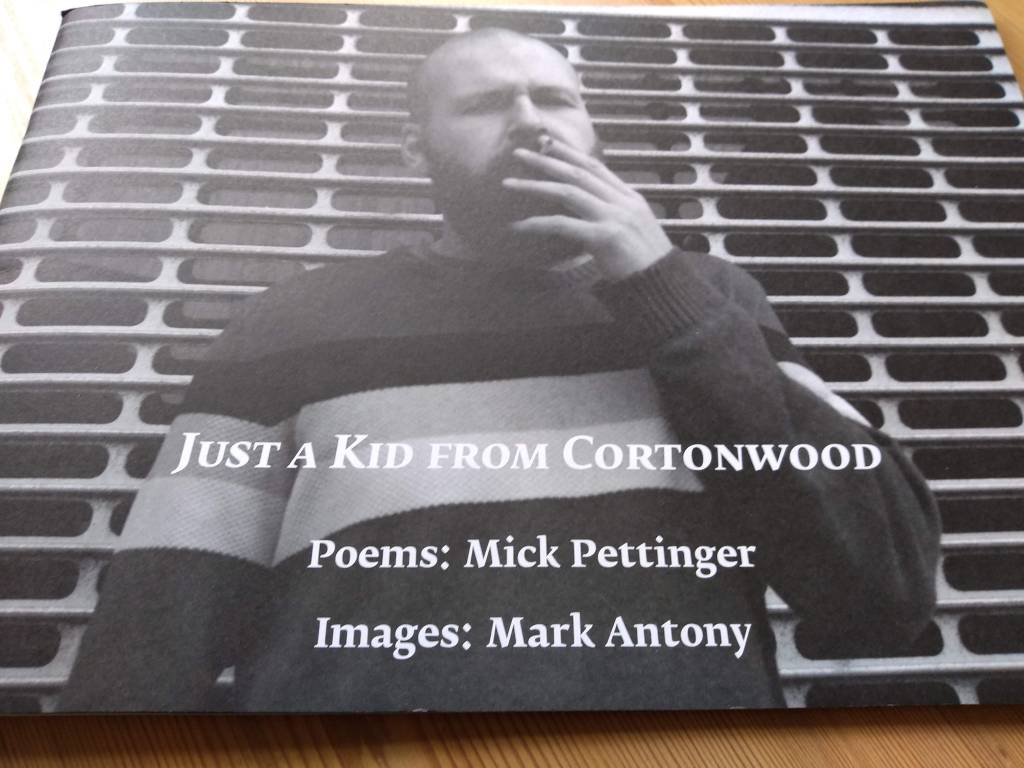 Just a Kid from Cortonwood
Poems: Mick Pettinger
Images: Mark Antony